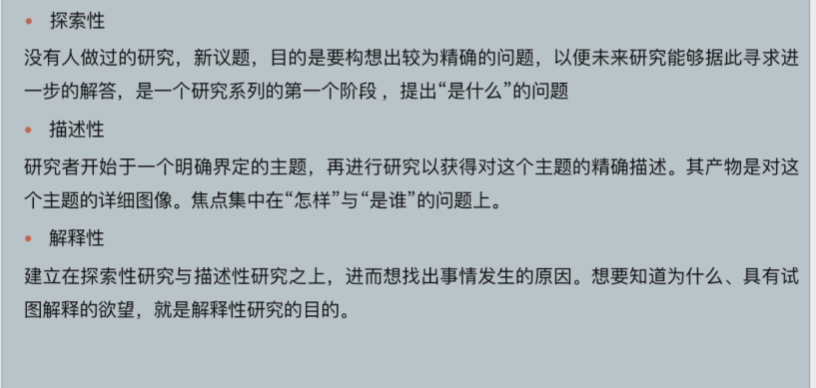 • 探索性
没有人做过的研究，新议题，目的是要构想出较为精确的问题，以便未来研究能够据此寻求进
一步的解答，是一个研究系列的第一个阶段 ，提出“是什么”的问题
• 描述性
研究者开始于一个明确界定的主题，再进行研究以获得对这个主题的精确描述。其产物是对这
个主题的详细图像。焦点集中在“怎样”与“是谁”的问题上。
• 解释性
建立在探索性研究与描述性研究之上，进而想找出事情发生的原因。想要知道为什么、具有试
图解释的欲望，就是解释性研究的目的。